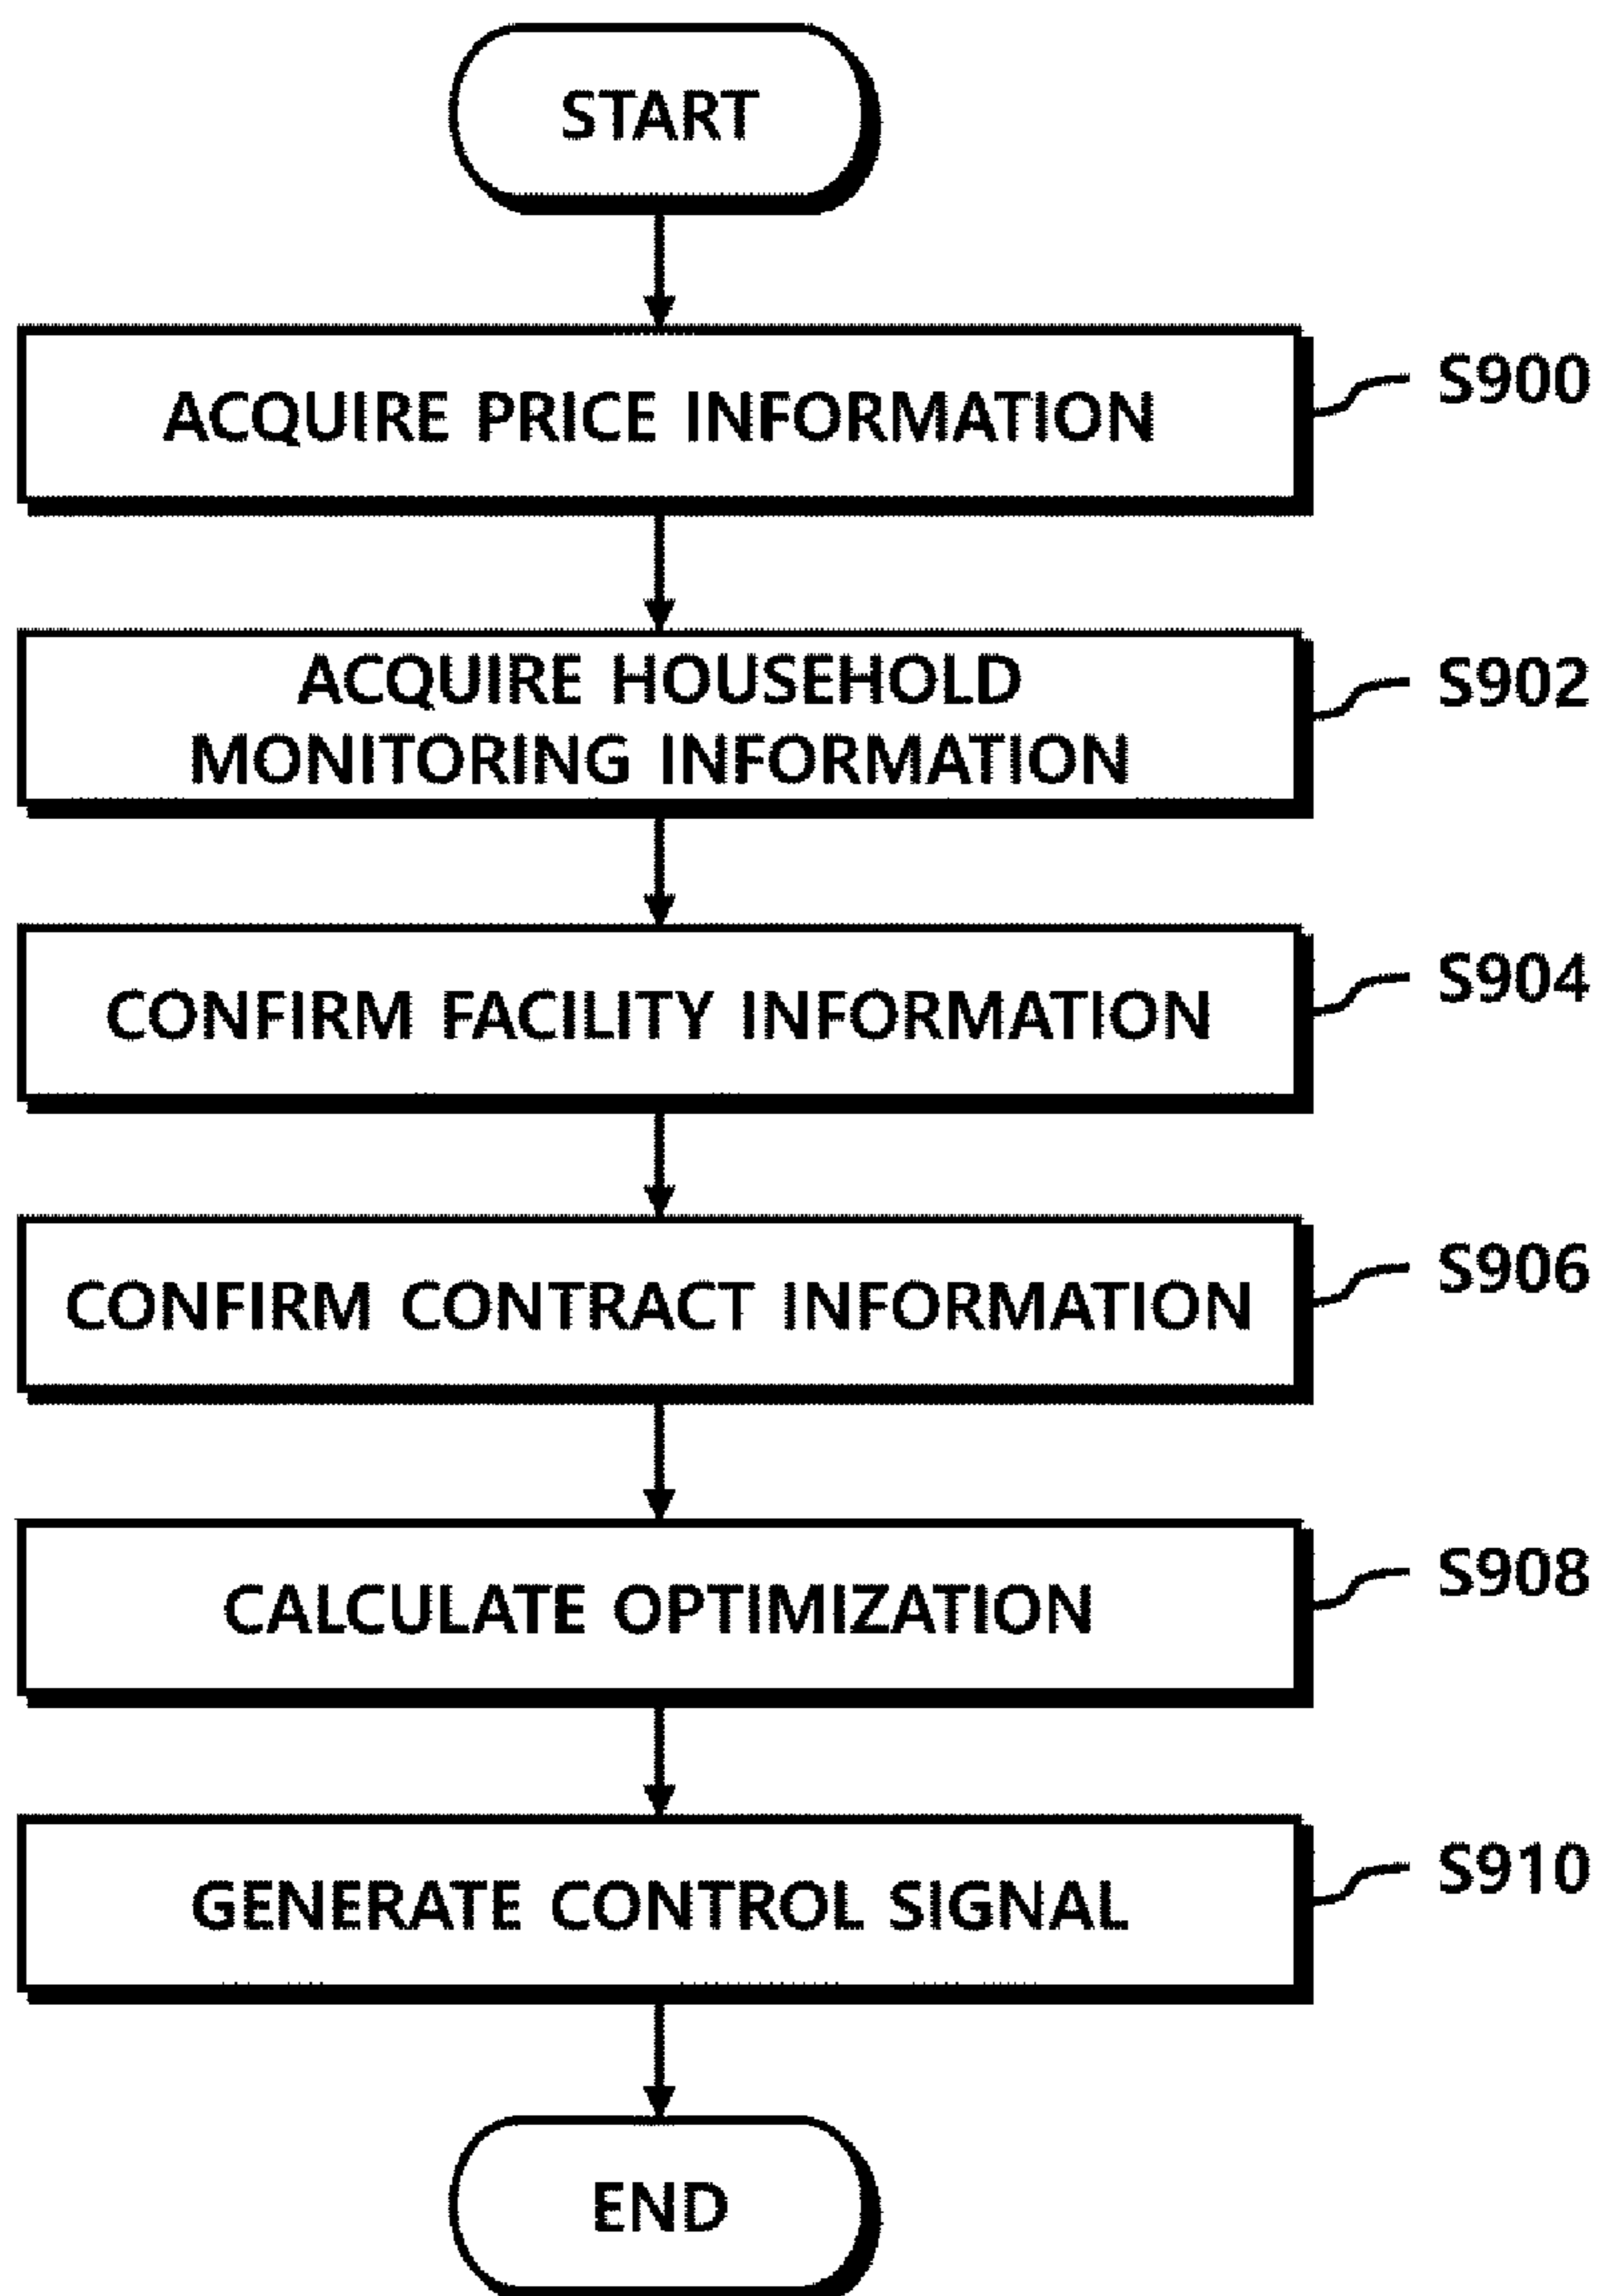 START
ACQUIRE PRICE INFORMATION
S900
ACQUIRE HOUSEHOLD
MONITORING INFORMATION
S902
CONFIRM FACILITY INFORMATION
S904
CONFIRM CONTRACT INFORMATION
S906
CALCULATE OPTIMIZATION
S908
GENERATE CONTROL SIGNAL
S910
END